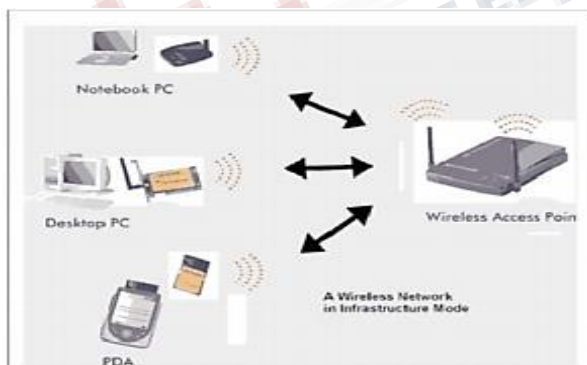 Notebook PC
Desktop PC
Wireless Access Poin
A Wireless Network
in Infrastructure Mode
PDA